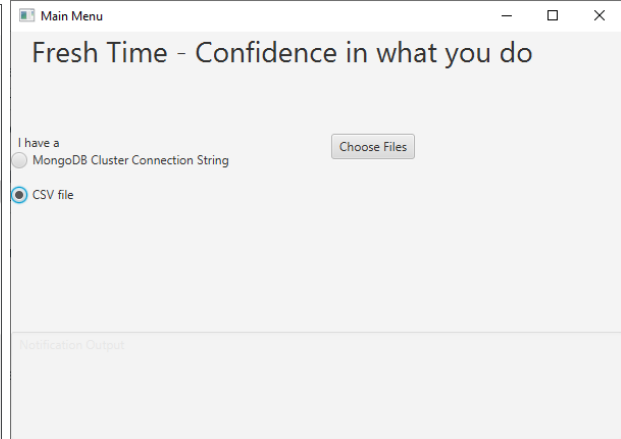 Main Menu
Fresh Time - Confidence in what you do
I have a
Choose Files
MongoDB Cluster Connection String
CSV file
Notification Output